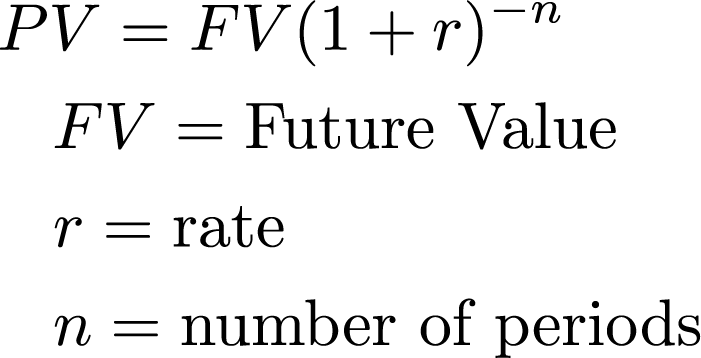 PV = FV(1 + r)⁻ⁿ
FV = Future Value
r = rate
n = number of periods